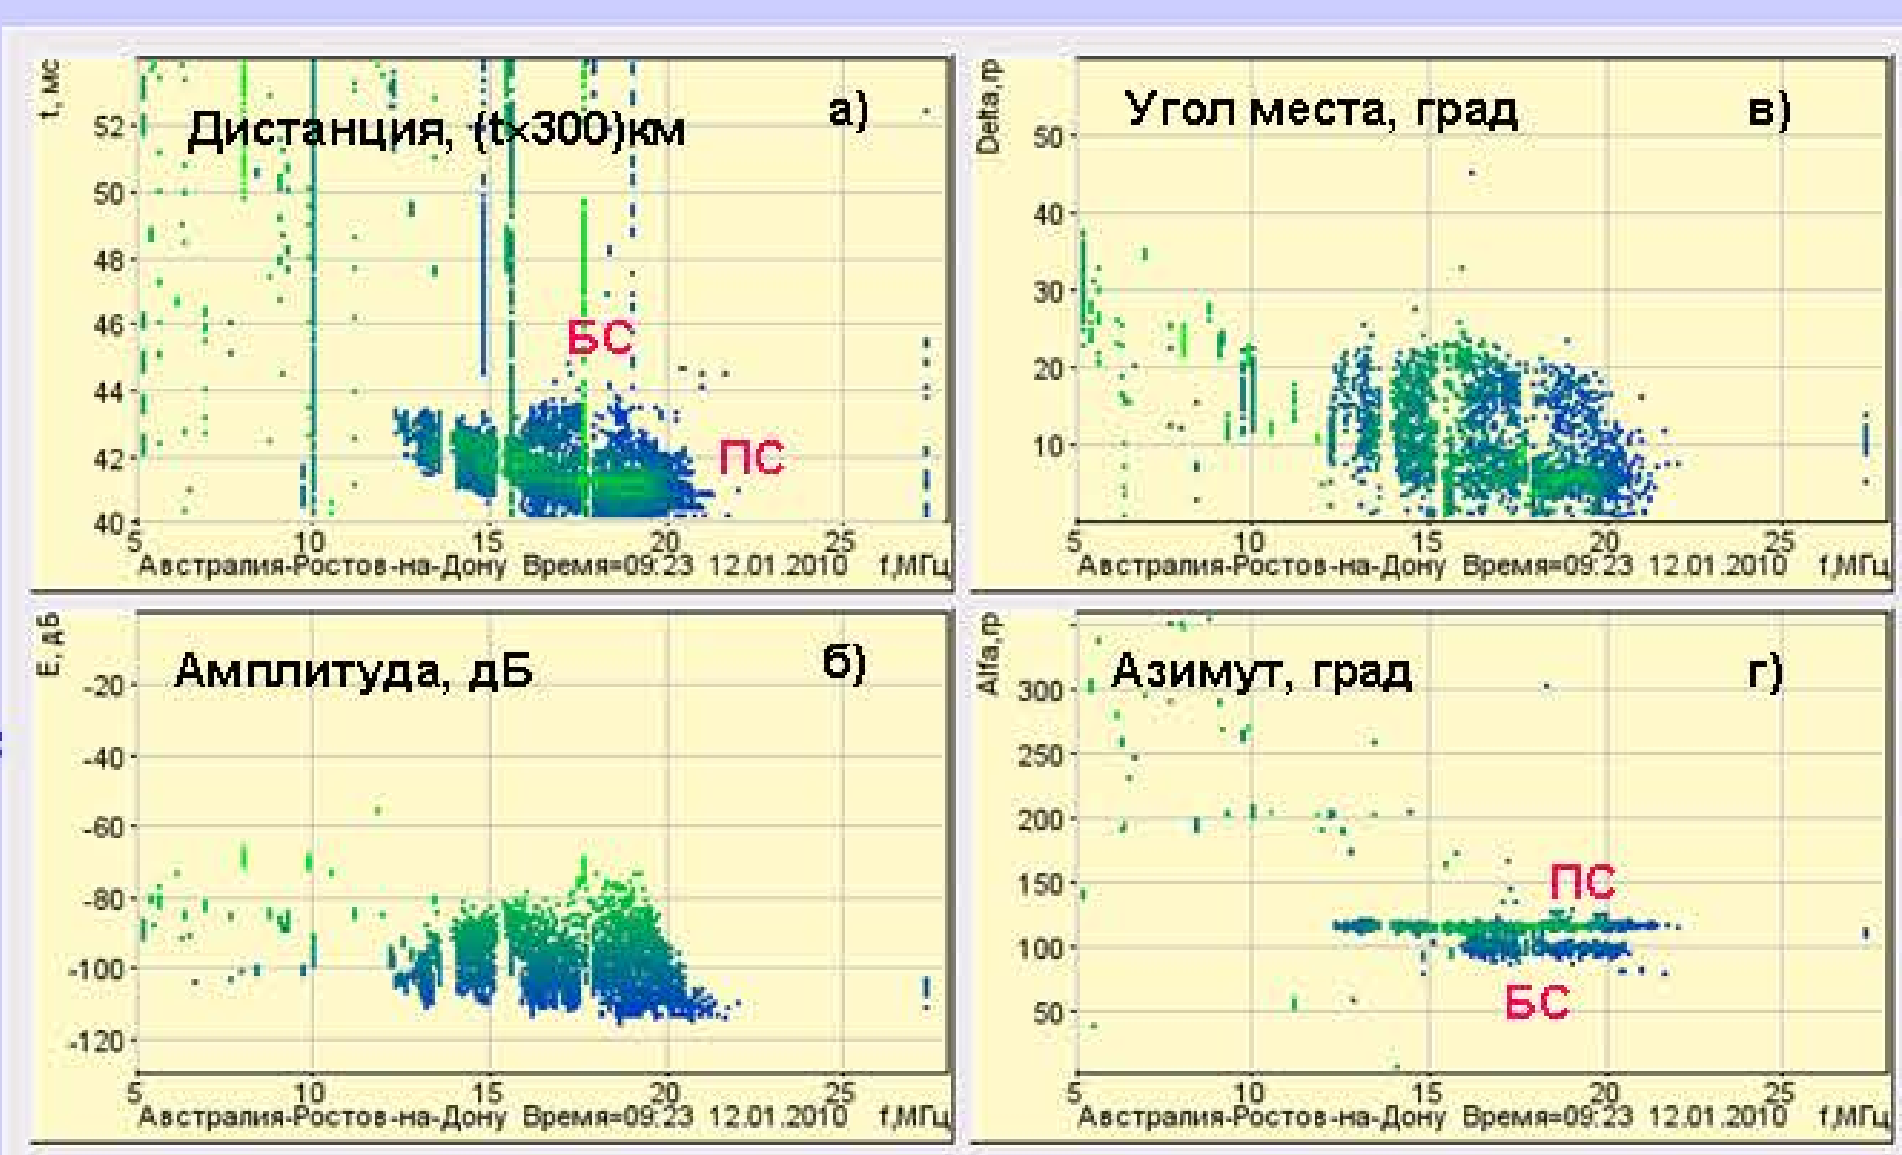 t, мс
Дистанция, (t×300)км
а)
52
50
48
46
44
42
40
БС
ПС
5 10 15 20 25
Австралия-Ростов-на-Дону Время=09:23 12.01.2010 f,МГц
Delta,гр
Угол места, град
в)
50
40
30
20
10
5 10 15 20 25
Австралия-Ростов-на-Дону Время=09:23 12.01.2010 f,МГц
E, дБ
Амплитуда, дБ
б)
-20
-40
-60
-80
-100
-120
5 10 15 20 25
Австралия-Ростов-на-Дону Время=09:23 12.01.2010 f,МГц
Alfa,гр
Азимут, град
г)
300
250
200
150
100
50
ПС
БС
5 10 15 20 25
Австралия-Ростов-на-Дону Время=09:23 12.01.2010 f,МГц